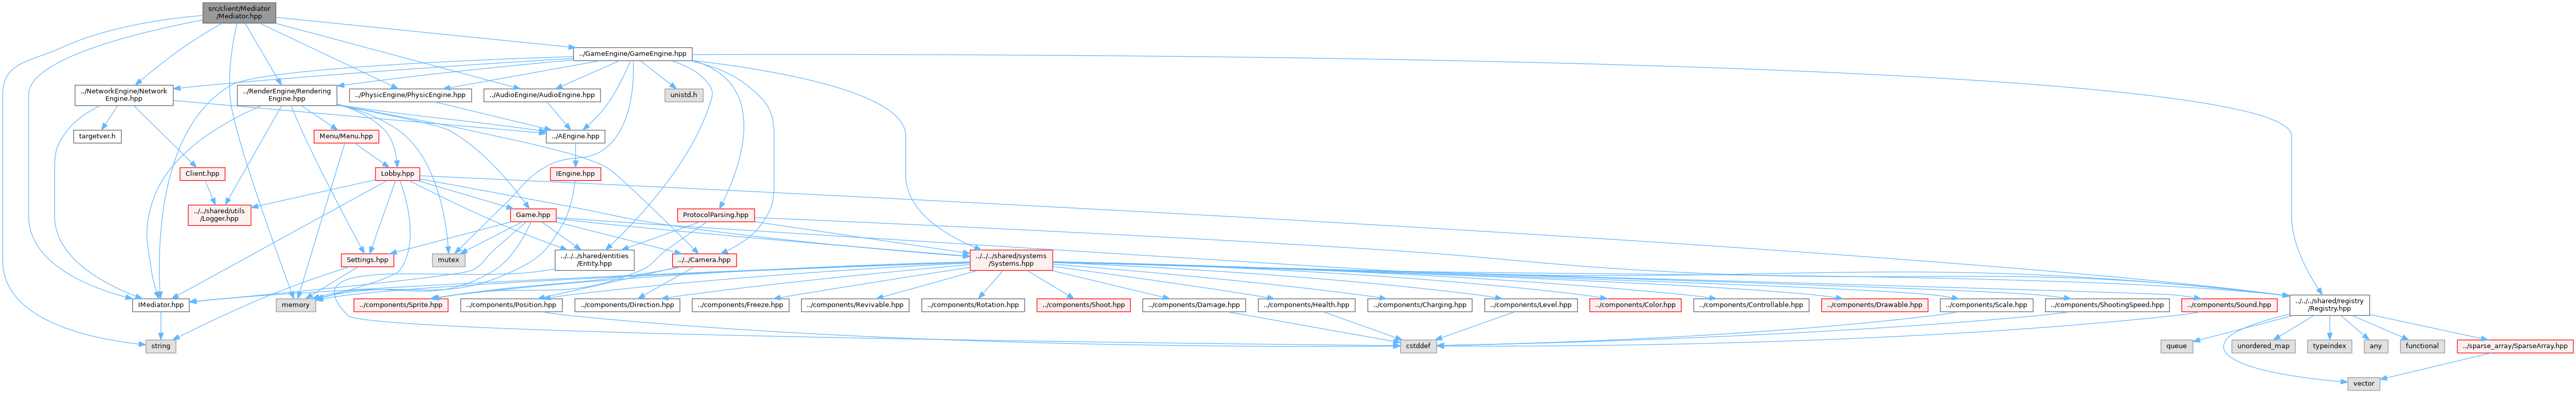 src/client/Mediator
/Mediator.hpp
../GameEngine/GameEngine.hpp
../NetworkEngine/Network
Engine.hpp
../RenderEngine/Rendering
Engine.hpp
../PhysicEngine/PhysicEngine.hpp
../AudioEngine/AudioEngine.hpp
unistd.h
targetver.h
Menu/Menu.hpp
../AEngine.hpp
Client.hpp
Lobby.hpp
IEngine.hpp
../../shared/utils
/Logger.hpp
Game.hpp
ProtocolParsing.hpp
Settings.hpp
mutex
../../../shared/entities
/Entity.hpp
../../Camera.hpp
../../../shared/systems
/Systems.hpp
IMediator.hpp
memory
../components/Sprite.hpp
../components/Position.hpp
../components/Direction.hpp
../components/Freeze.hpp
../components/Revivable.hpp
../components/Rotation.hpp
../components/Shoot.hpp
../components/Damage.hpp
../components/Health.hpp
../components/Charging.hpp
../components/Level.hpp
../components/Color.hpp
../components/Controllable.hpp
../components/Drawable.hpp
../components/Scale.hpp
../components/ShootingSpeed.hpp
../components/Sound.hpp
../../../shared/registry
/Registry.hpp
string
cstddef
queue
unordered_map
typeindex
any
functional
../sparse_array/SparseArray.hpp
vector